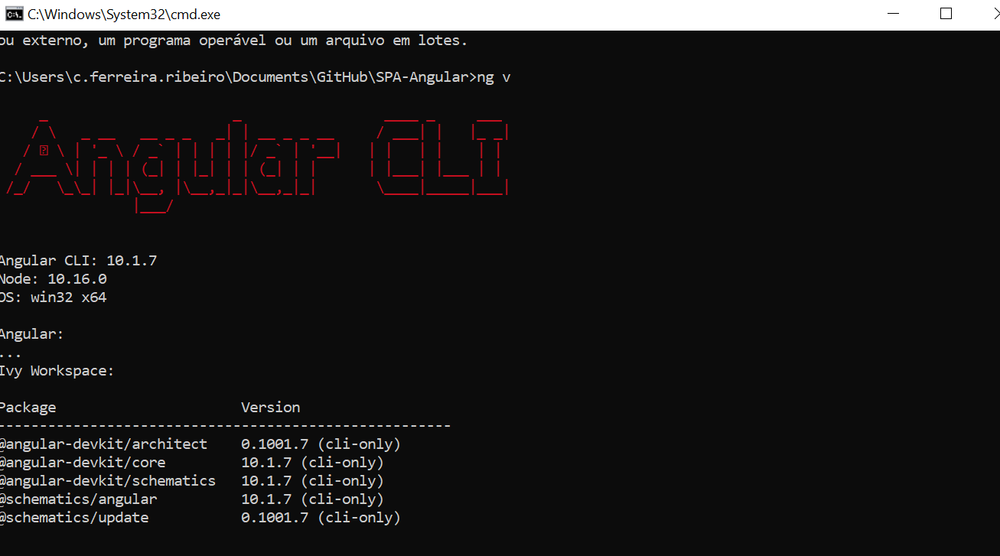 C:\Windows\System32\cmd.exe
ou externo, um programa operável ou um arquivo em lotes.
C:\Users\c.ferreira.ribeiro\Documents\GitHub\SPA-Angular>ng v
Angular CLI
Angular CLI: 10.1.7
Node: 10.16.0
OS: win32 x64
Angular:
...
Ivy Workspace:
Package Version
------------------------------------------------------
@angular-devkit/architect 0.1001.7 (cli-only)
@angular-devkit/core 10.1.7 (cli-only)
@angular-devkit/schematics 10.1.7 (cli-only)
@schematics/angular 10.1.7 (cli-only)
@schematics/update 0.1001.7 (cli-only)